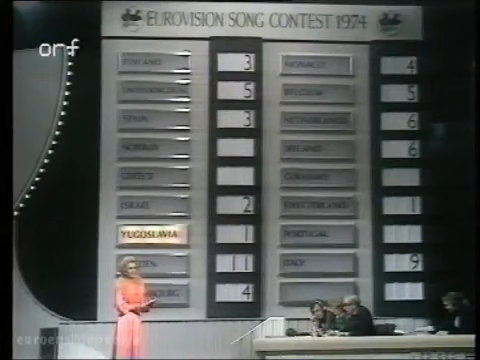 EUROVISION SONG CONTEST 1974
orf
FINLAND 3
5
SPAIN 3
NORWAY
GREECE
ISRAEL 2
YUGOSLAVIA 1
11
4
MONACO 4
BELGIUM 5
NETHERLANDS 6
IRELAND 6
GERMANY
SWITZERLAND 1
PORTUGAL
ITALY 9